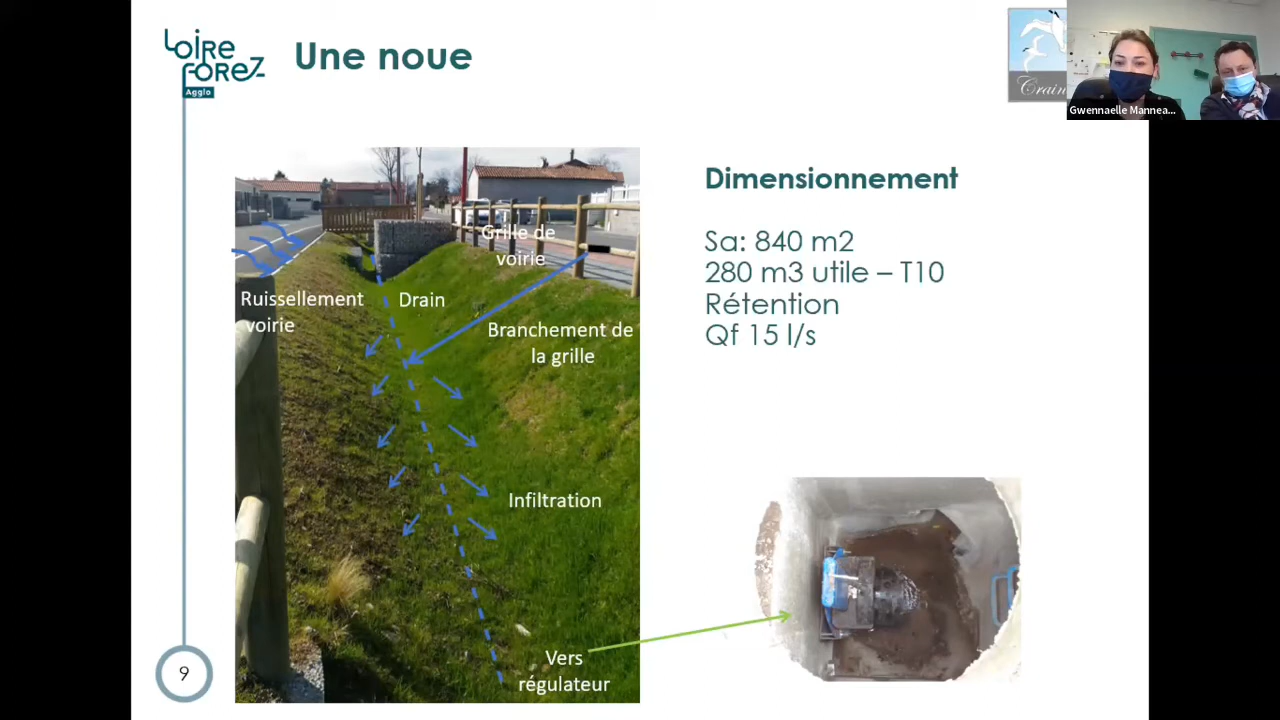 Loire
forez
Agglo
Une noue
Gwennaelle Mannea...
Dimensionnement
Sa: 840 m2
280 m3 utile – T10
Rétention
Qf 15 l/s
Grille de
voirie
Ruissellement
voirie
Drain
Branchement de
la grille
Infiltration
Vers
régulateur
9